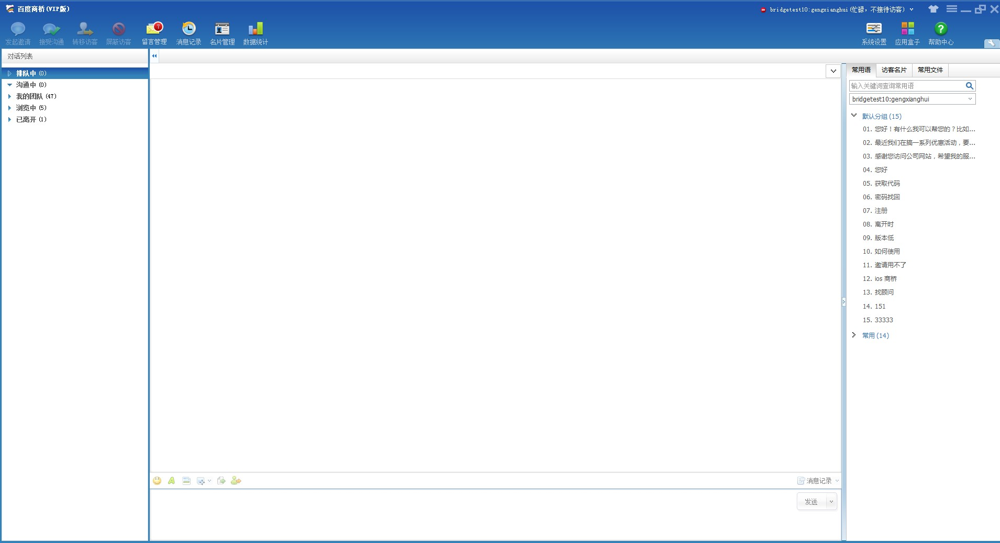 百度商桥(VIP版)
bridgetest10:gengxianghui(忙碌，不接待访客)
发起邀请 接受沟通 转移访客 屏蔽访客 留言管理 消息记录 名片管理 数据统计 系统设置 应用盒子 帮助中心
7
?
对话列表
排队中 (0)
沟通中 (0)
我的团队 (47)
浏览中 (5)
已离开 (1)
常用语 访客名片 常用文件
输入关键词查询常用语
bridgetest10:gengxianghui
默认分组 (15)
01. 您好！有什么我可以帮您的？比如...
02. 最近我们在搞一系列优惠活动，要...
03. 感谢您访问公司网站，希望我的服...
04. 您好
05. 获取代码
06. 密码找回
07. 注册
08. 离开时
09. 版本低
10. 如何使用
11. 邀请用不了
12. ios 商桥
13. 找顾问
14. 151
15. 33333
常用 (14)
A
消息记录
发送